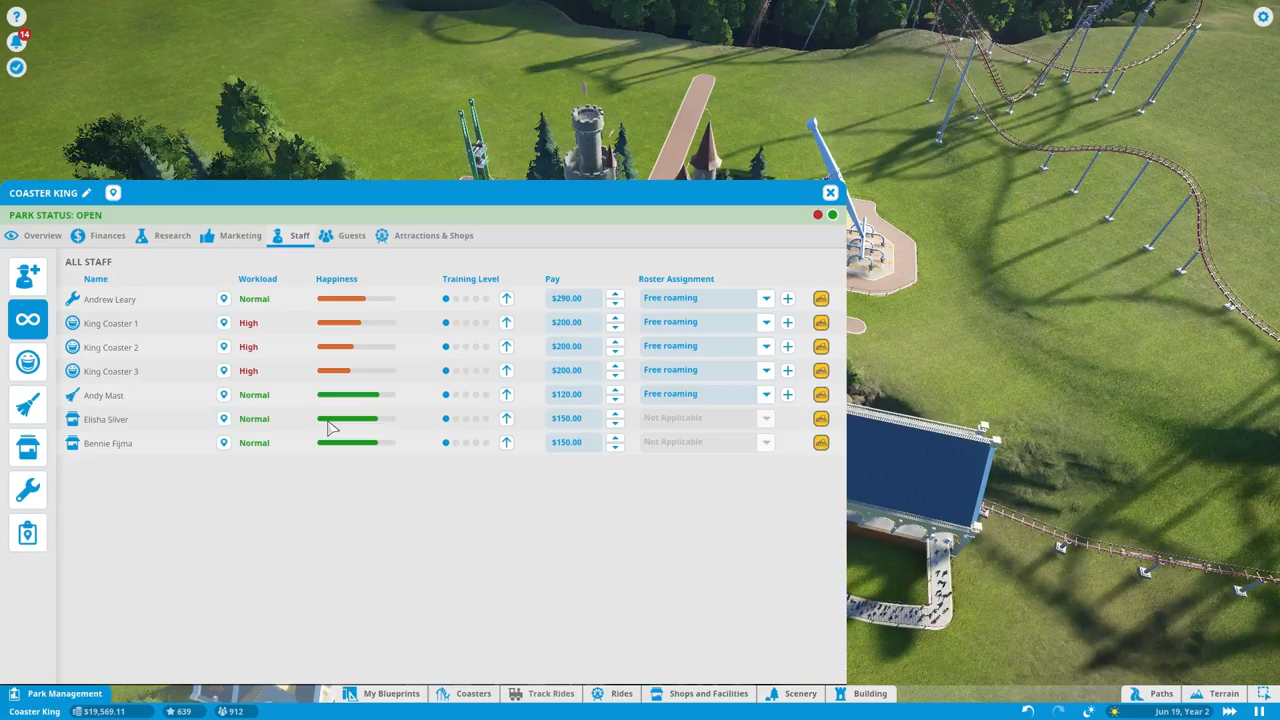 ?
14
COASTER KING
PARK STATUS: OPEN
Overview Finances Research Marketing Staff Guests Attractions & Shops
ALL STAFF
Name Workload Happiness Training Level Pay Roster Assignment
Andrew Leary Normal $290.00 Free roaming
King Coaster 1 High $200.00 Free roaming
King Coaster 2 High $200.00 Free roaming
King Coaster 3 High $200.00 Free roaming
Andy Mast Normal $120.00 Free roaming
Elisha Silver Normal $150.00 Not Applicable
Bennie Fijma Normal $150.00 Not Applicable
Park Management My Blueprints Coasters Track Rides Rides Shops and Facilities Scenery Building Paths Terrain
Coaster King $19,569.11 639 912 Jun 19, Year 2